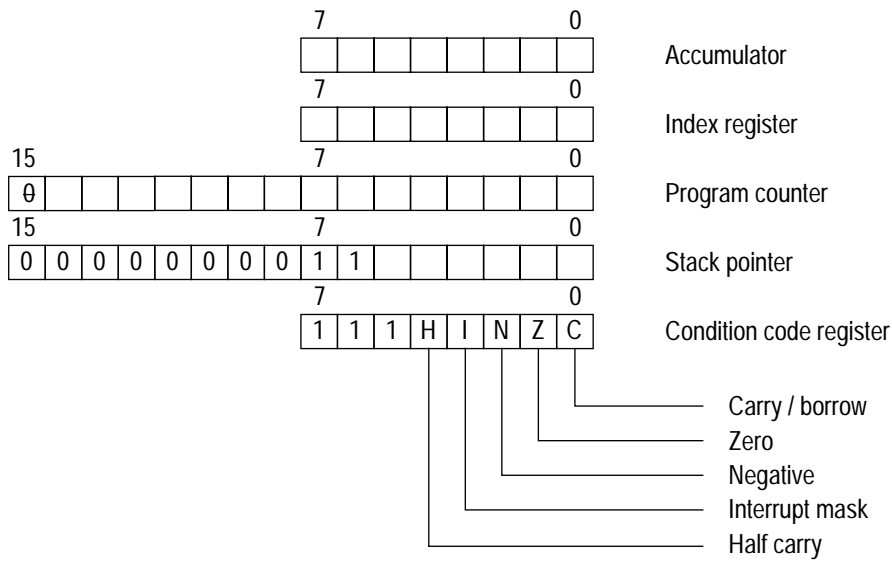 7 0
Accumulator
7 0
Index register
15 7 0
0 Program counter
15 7 0
0 0 0 0 0 0 0 0 1 1 Stack pointer
7 0
1 1 1 H I N Z C Condition code register
Carry / borrow
Zero
Negative
Interrupt mask
Half carry